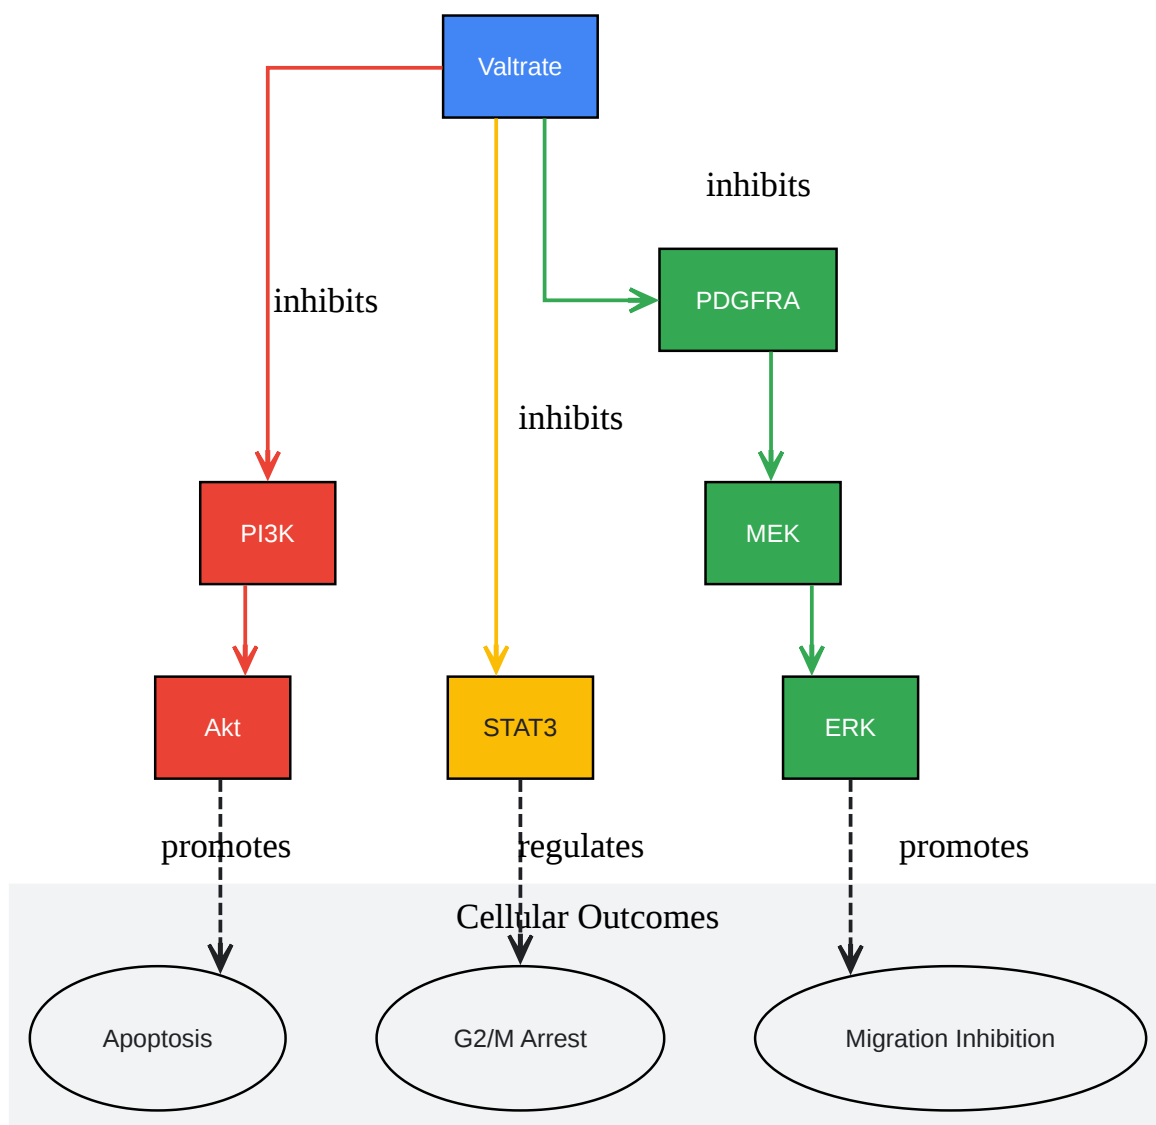 Valtrate
inhibits
PDGFRA
inhibits
inhibits
PI3K
MEK
Akt
STAT3
ERK
promotes
regulates
promotes
Cellular Outcomes
Apoptosis
G2/M Arrest
Migration Inhibition